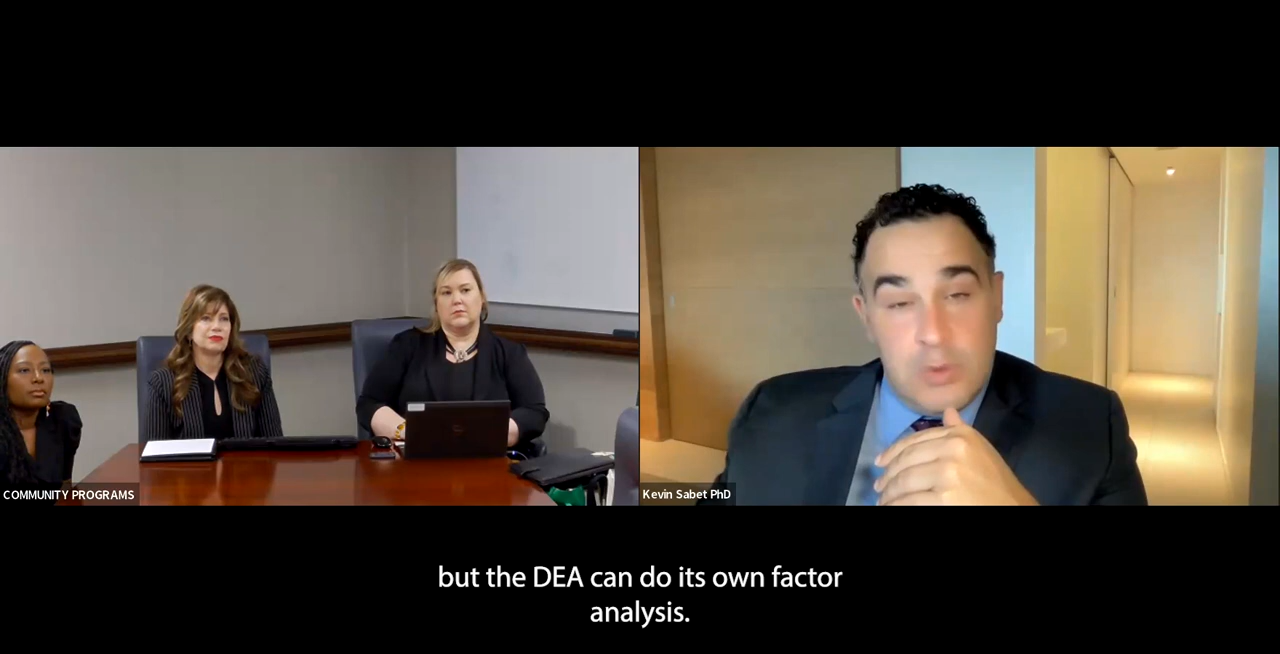 COMMUNITY PROGRAMS
Kevin Sabet PhD
but the DEA can do its own factor
analysis.